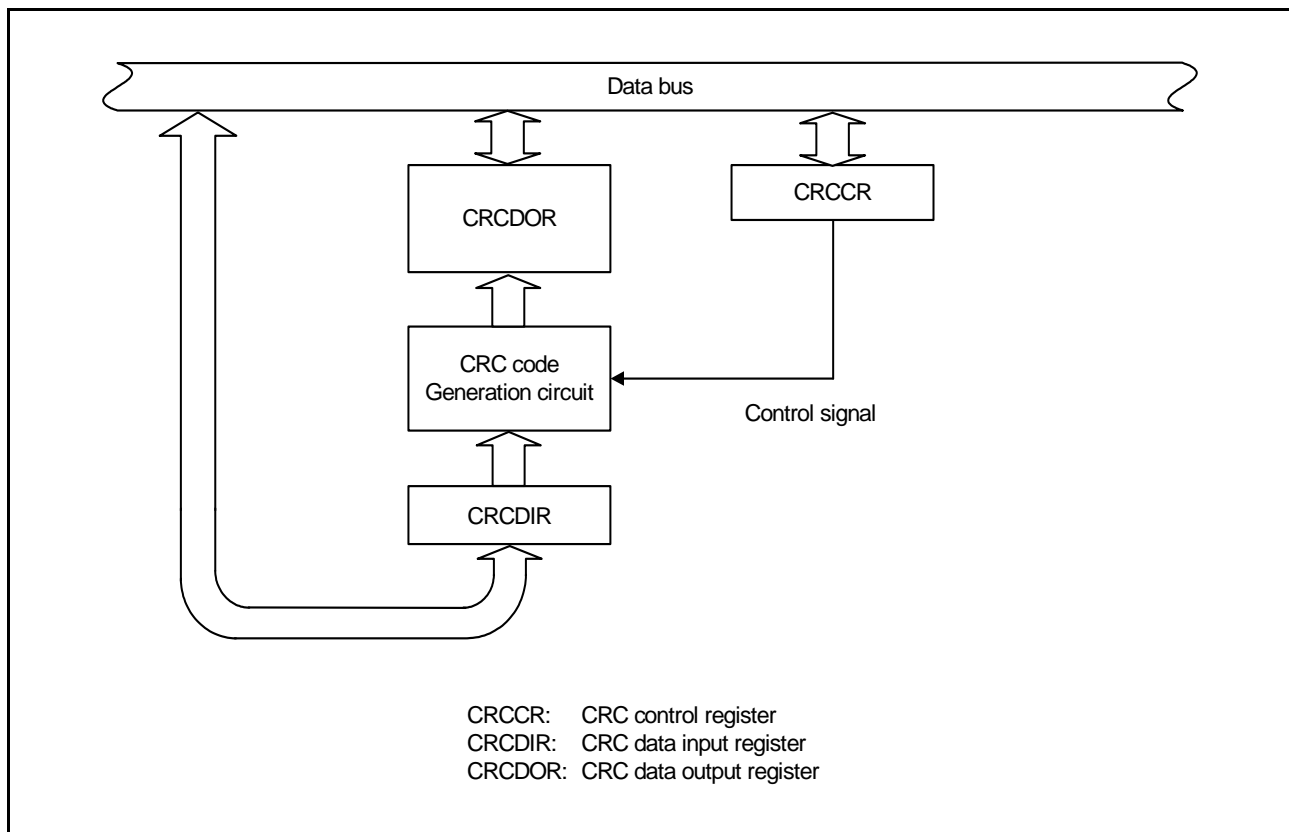 Data bus
CRCDOR
CRCCR
CRC code
Generation circuit
Control signal
CRCDIR
CRCCR: CRC control register
CRCDIR: CRC data input register
CRCDOR: CRC data output register